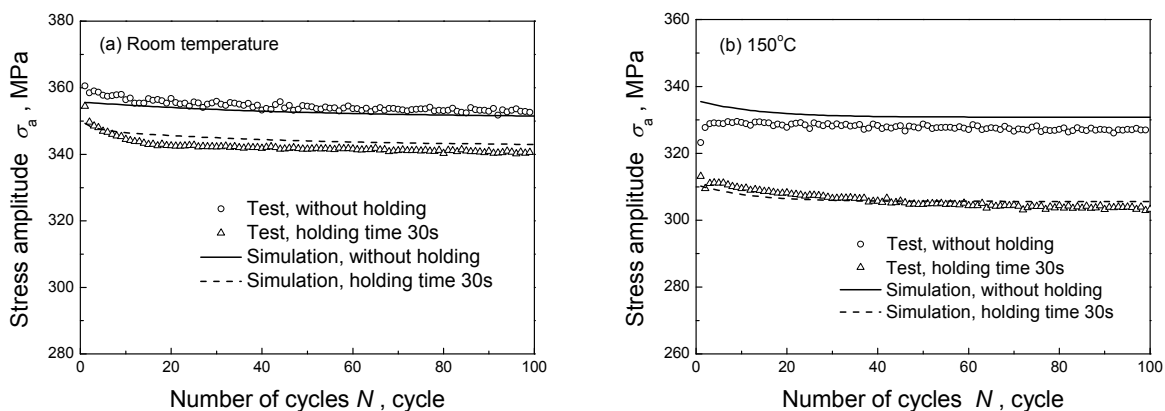 380
360
340
320
300
280
0
20
40
60
80
100
Stress amplitude σa , MPa
Number of cycles N , cycle
(a) Room temperature
Test, without holding
Test, holding time 30s
Simulation, without holding
Simulation, holding time 30s
360
340
320
300
280
260
0
20
40
60
80
100
Stress amplitude σa , MPa
Number of cycles N , cycle
(b) 150°C
Test, without holding
Test, holding time 30s
Simulation, without holding
Simulation, holding time 30s